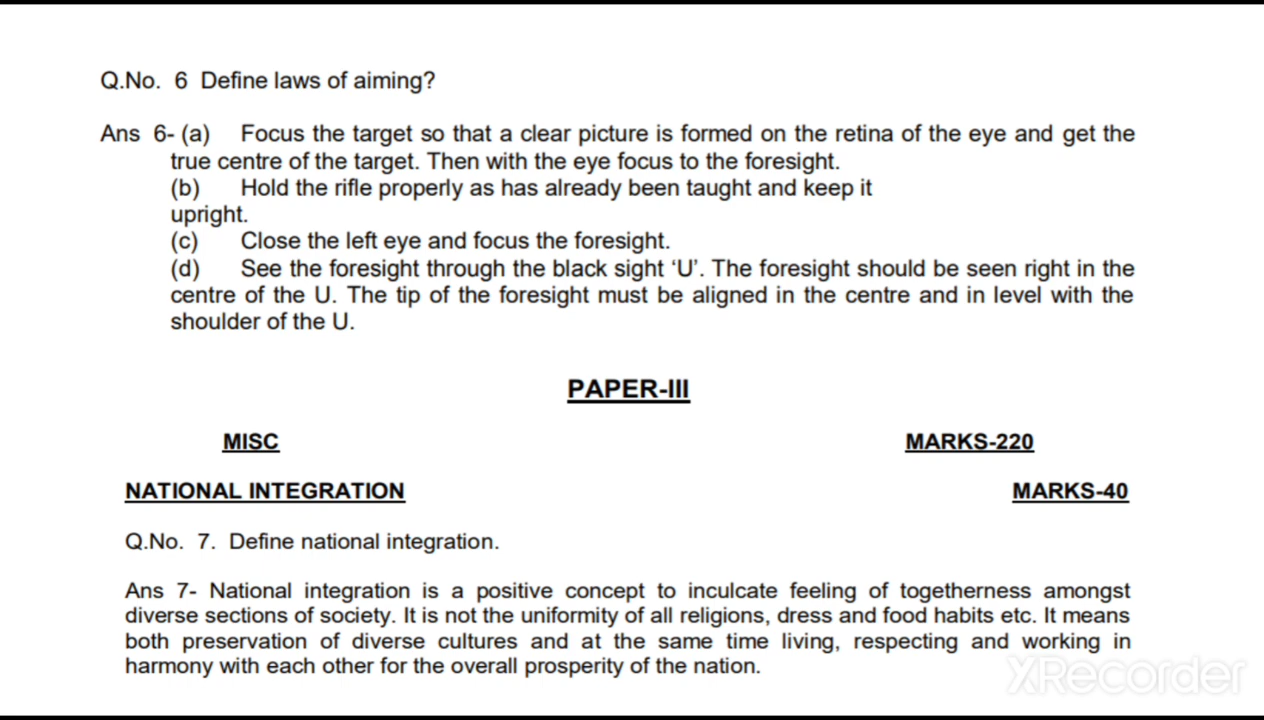 Q.No. 6 Define laws of aiming?
Ans 6- (a) Focus the target so that a clear picture is formed on the retina of the eye and get the
true centre of the target. Then with the eye focus to the foresight.
(b) Hold the rifle properly as has already been taught and keep it
upright.
(c) Close the left eye and focus the foresight.
(d) See the foresight through the black sight ‘U’. The foresight should be seen right in the
centre of the U. The tip of the foresight must be aligned in the centre and in level with the
shoulder of the U.
PAPER-III
MISC MARKS-220
NATIONAL INTEGRATION MARKS-40
Q.No. 7. Define national integration.
Ans 7- National integration is a positive concept to inculcate feeling of togetherness amongst
diverse sections of society. It is not the uniformity of all religions, dress and food habits etc. It means
both preservation of diverse cultures and at the same time living, respecting and working in
harmony with each other for the overall prosperity of the nation.
XRecorder